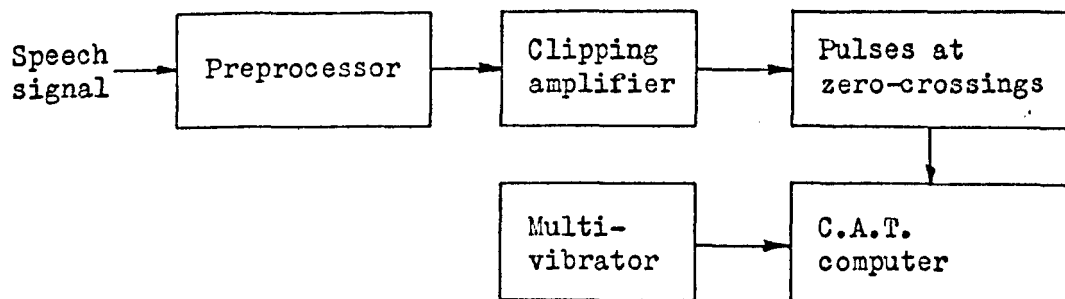 Speech
signal
Preprocessor
Clipping
amplifier
Pulses at
zero-crossings
Multi-
vibrator
C.A.T.
computer